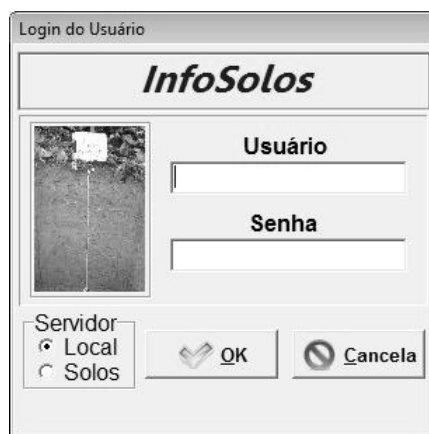 Login do Usuário
InfoSolos
Usuário
Senha
Servidor
Local
Solos
OK
Cancela